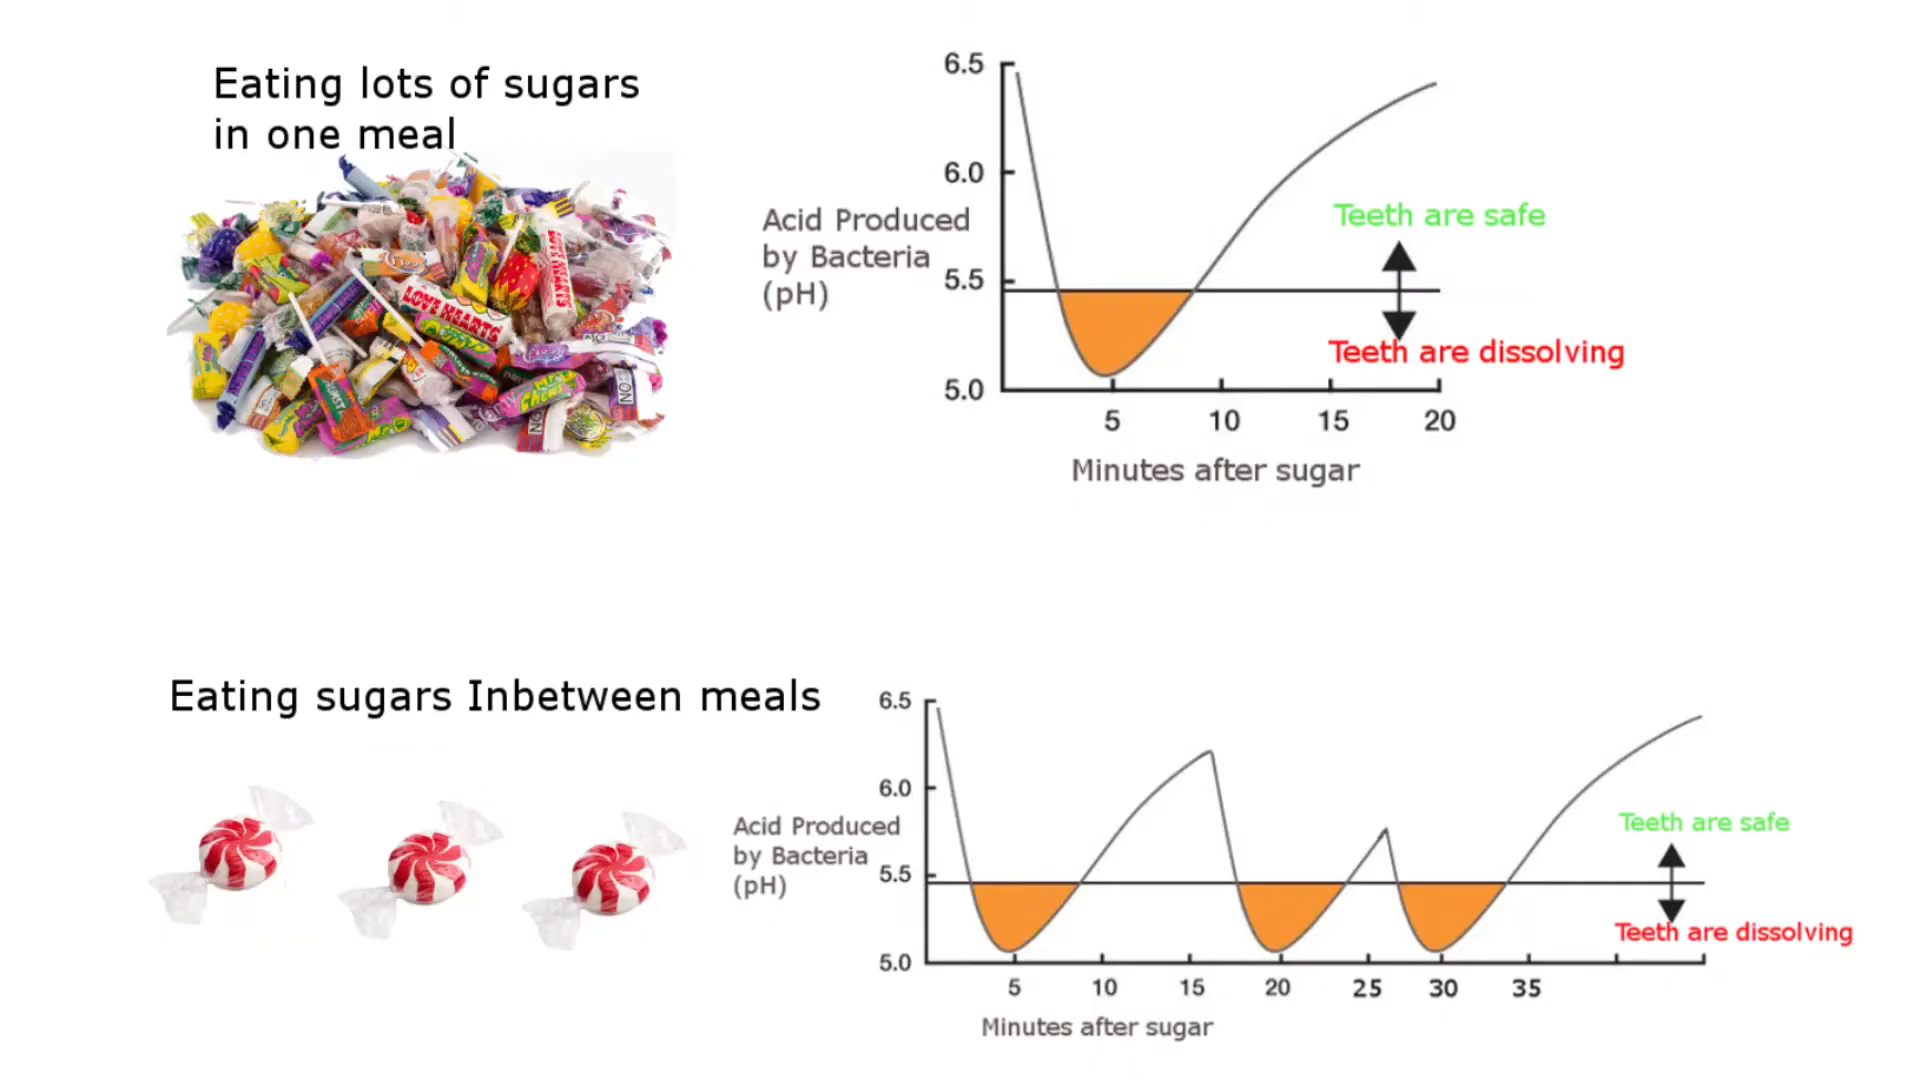 Eating lots of sugars
in one meal
LOVE HEARTS
6.5
6.0
5.5
5.0
Acid Produced
by Bacteria
(pH)
Teeth are safe
Teeth are dissolving
5 10 15 20
Minutes after sugar
Eating sugars Inbetween meals
6.5
6.0
5.5
5.0
Acid Produced
by Bacteria
(pH)
Teeth are safe
Teeth are dissolving
5 10 15 20 25 30 35
Minutes after sugar